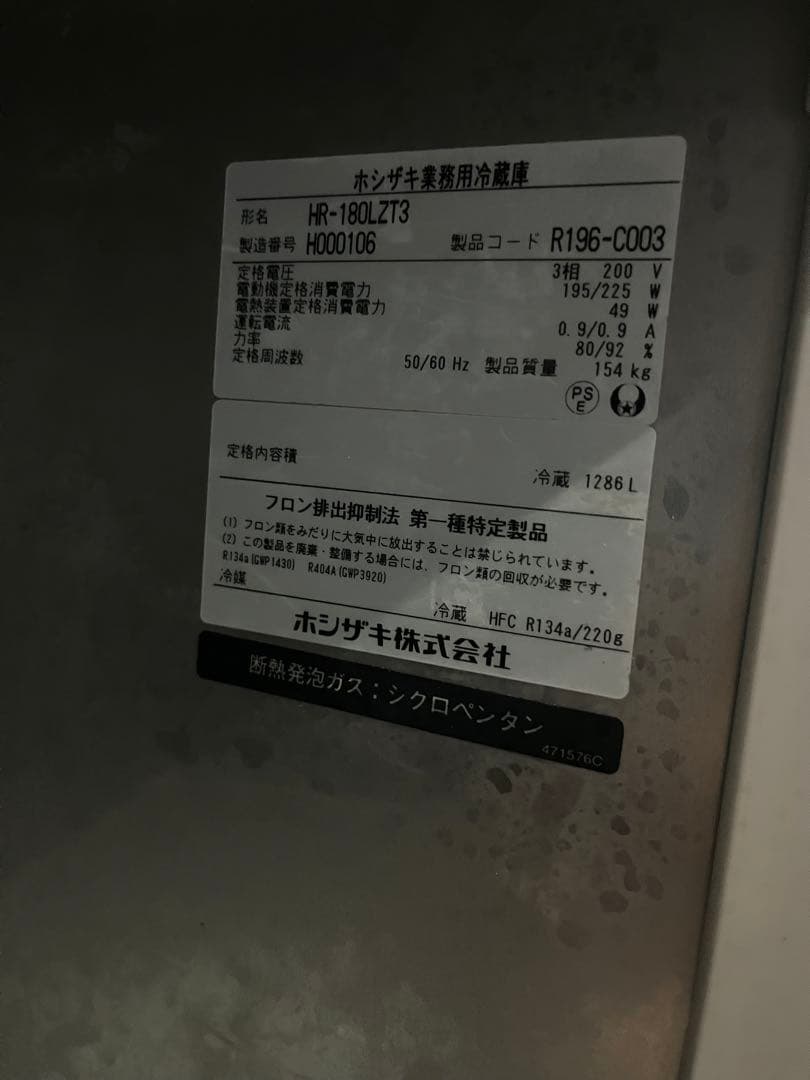 ホシザキ業務用冷蔵庫
形名 HR-180LZT3
製造番号 H000106 製品コード R196-C003
定格電圧 3相 200 V
電動機定格消費電力 195/225 W
電熱装置定格消費電力 49 W
運転電流 0.9/0.9 A
力率 80/92 %
定格周波数 50/60 Hz 製品質量 154 kg
PS
E
定格内容積 冷蔵 1286 L
フロン排出抑制法 第一種特定製品
(1) フロン類をみだりに大気中に放出することは禁じられています。
(2) この製品を廃棄・整備する場合には、フロン類の回収が必要です。
R134a(GWP1430) R404A(GWP3920)
冷媒 冷蔵 HFC R134a/220g
ホシザキ株式会社
断熱発泡ガス：シクロペンタン
471576C